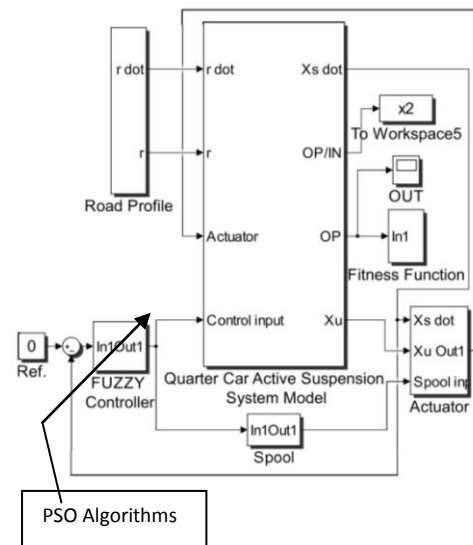 r dot
r
Road Profile
r dot
r
Actuator
Control input
Xs dot
OP/IN
OP
Xu
Quarter Car Active Suspension
System Model
x2
To Workspace5
OUT
In1
Fitness Function
0
Ref.
+
-
In1Out1
FUZZY
Controller
In1Out1
Spool
Xs dot
Xu Out1
Spool inp
Actuator
PSO Algorithms